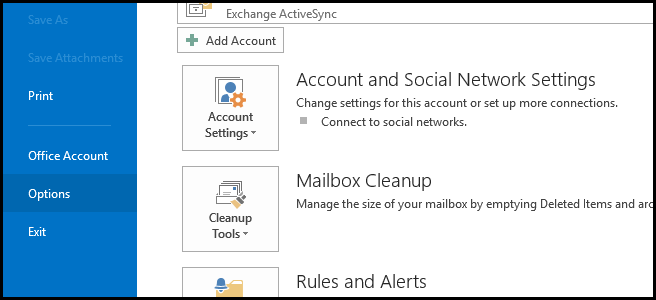 Save As
Save Attachments
Print
Office Account
Options
Exit
Exchange ActiveSync
Add Account
Account
Settings
Account and Social Network Settings
Change settings for this account or set up more connections.
Connect to social networks.
Cleanup
Tools
Mailbox Cleanup
Manage the size of your mailbox by emptying Deleted Items and arc
Rules and Alerts